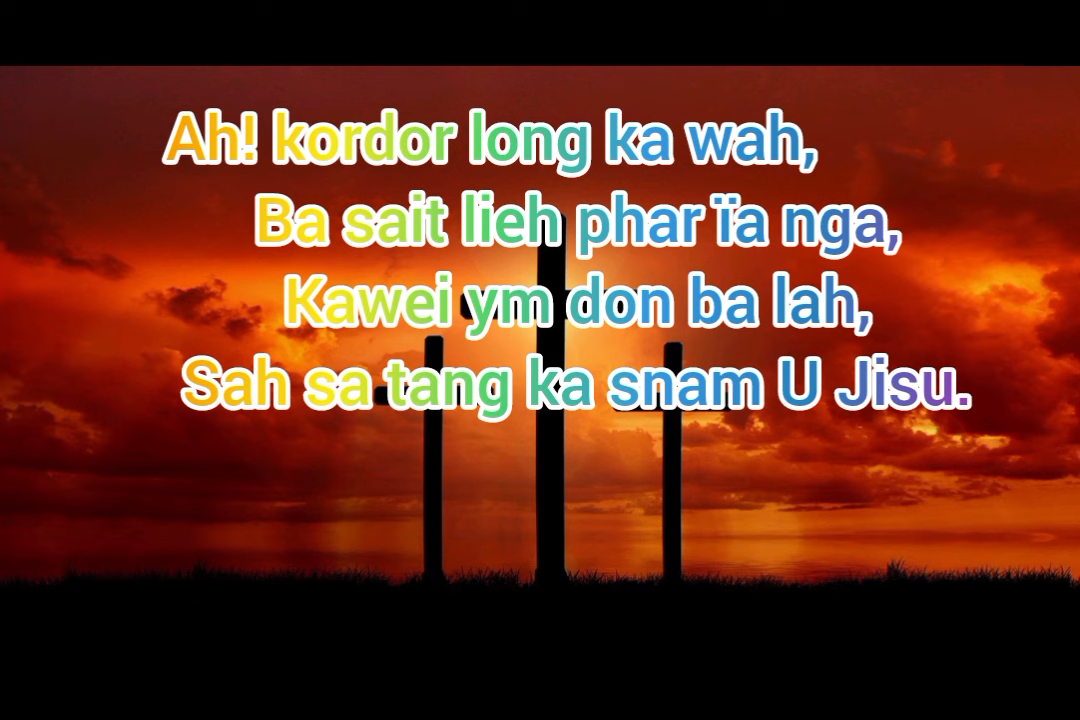 Ah! kordor long ka wah,
Ba sait lieh phar ïa nga,
Kawei ym don ba lah,
Sah sa tang ka snam U Jisu.